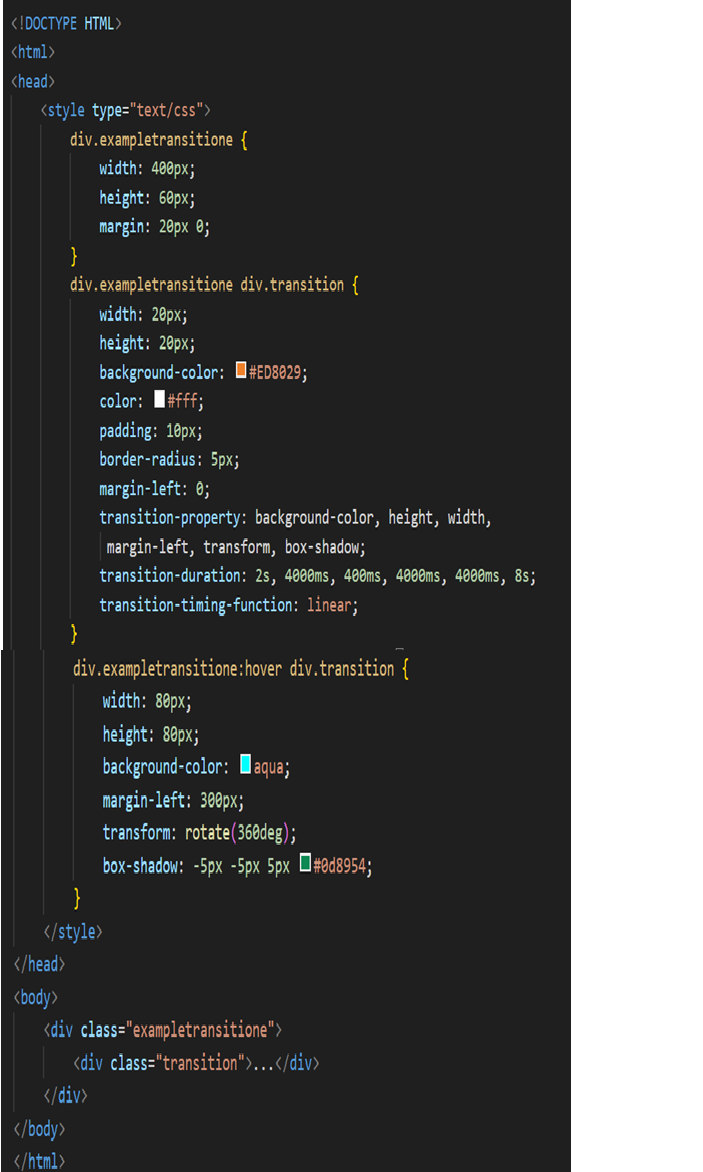 <!DOCTYPE HTML>
<html>
<head>
<style type="text/css">
div.exampletransitione {
width: 400px;
height: 60px;
margin: 20px 0;
}
div.exampletransitione div.transition {
width: 20px;
height: 20px;
background-color: #ED8029;
color: #fff;
padding: 10px;
border-radius: 5px;
margin-left: 0;
transition-property: background-color, height, width,
margin-left, transform, box-shadow;
transition-duration: 2s, 4000ms, 400ms, 4000ms, 4000ms, 8s;
transition-timing-function: linear;
}
div.exampletransitione:hover div.transition {
width: 80px;
height: 80px;
background-color: aqua;
margin-left: 300px;
transform: rotate(360deg);
box-shadow: -5px -5px 5px #0d8954;
}
</style>
</head>
<body>
<div class="exampletransitione">
<div class="transition">...</div>
</div>
</body>
</html>